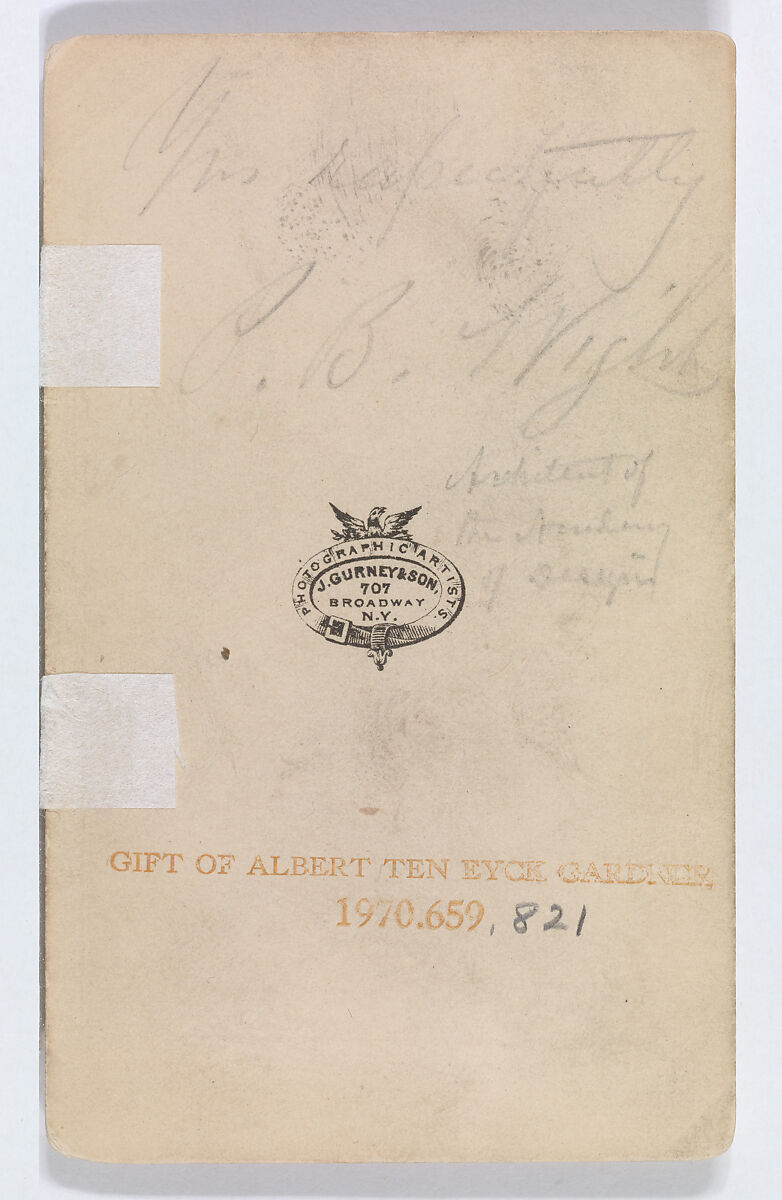 Yrs respectfully
P. B. Wight
Architect of
the Academy
of Design
PHOTOGRAPHIC ARTISTS.
J. GURNEY & SON,
707
BROADWAY
N.Y.
GIFT OF ALBERT TEN EYCK GARDNER
1970.659.821